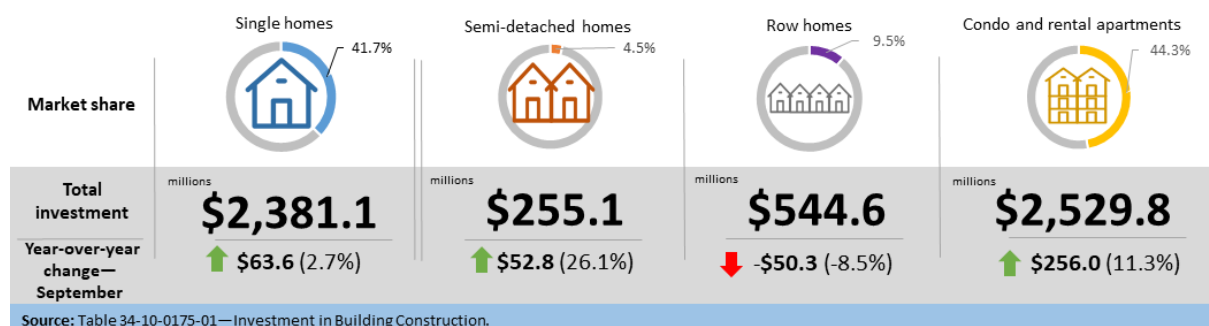 Single homes
41.7%
Semi-detached homes
4.5%
Row homes
9.5%
Condo and rental apartments
44.3%
Market share
Total
investment
millions
$2,381.1
millions
$255.1
millions
$544.6
millions
$2,529.8
Year-over-year
change—
September
$63.6 (2.7%)
$52.8 (26.1%)
-$50.3 (-8.5%)
$256.0 (11.3%)
Source: Table 34-10-0175-01—Investment in Building Construction.